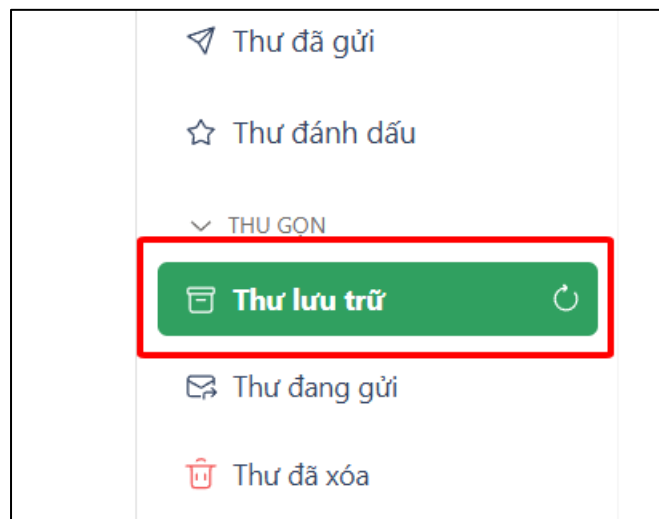 Thư đã gửi
Thư đánh dấu
THU GỌN
Thư lưu trữ
Thư đang gửi
Thư đã xóa